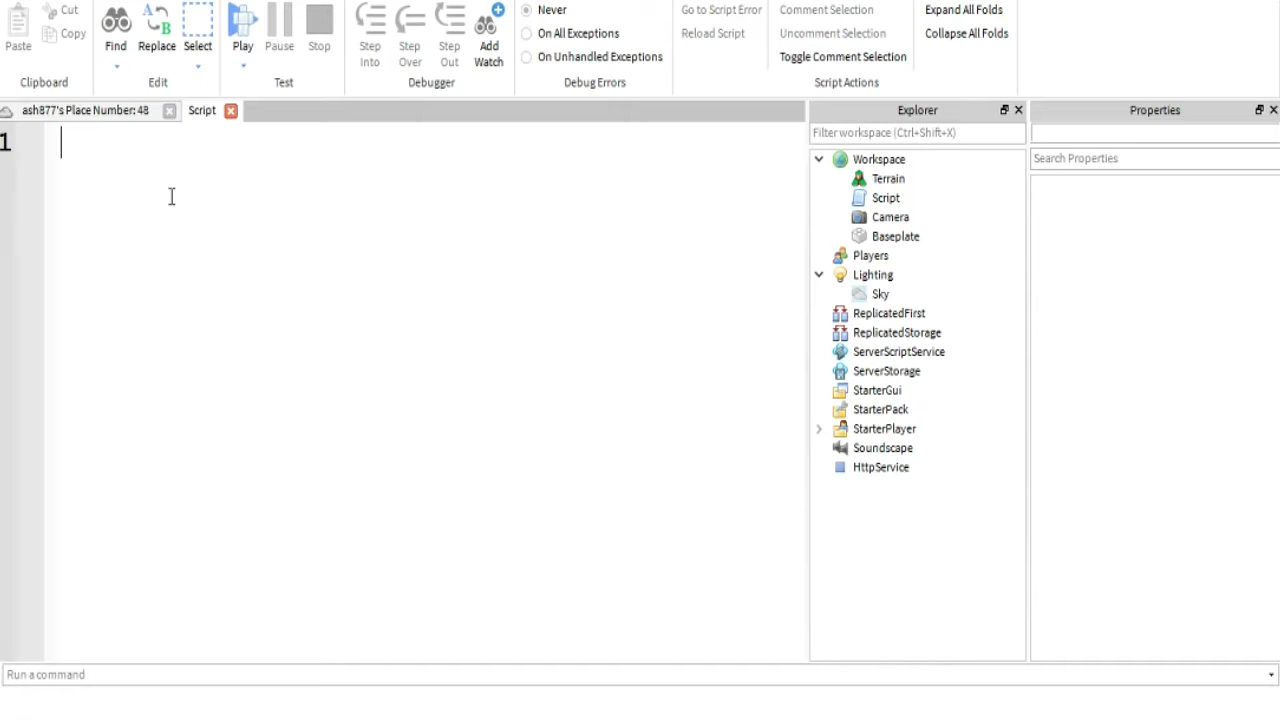 Paste
Cut
Copy
Clipboard
Find
Replace
Select
Edit
Play
Pause
Stop
Test
Step Into
Step Over
Step Out
Add Watch
Debugger
Never
On All Exceptions
On Unhandled Exceptions
Debug Errors
Go to Script Error
Reload Script
Comment Selection
Uncomment Selection
Toggle Comment Selection
Script Actions
Expand All Folds
Collapse All Folds
ash877's Place Number: 48
Script
1
Explorer
Filter workspace (Ctrl+Shift+X)
Workspace
Terrain
Script
Camera
Baseplate
Players
Lighting
Sky
ReplicatedFirst
ReplicatedStorage
ServerScriptService
ServerStorage
StarterGui
StarterPack
StarterPlayer
Soundscape
HttpService
Properties
Search Properties
Run a command